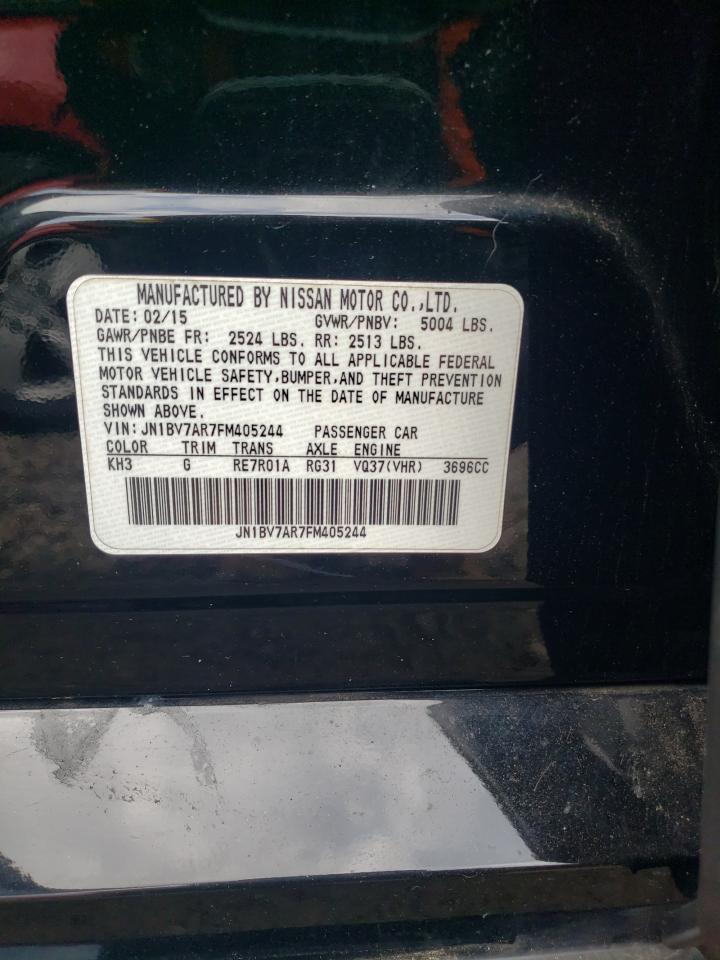 MANUFACTURED BY NISSAN MOTOR CO.,LTD.
DATE: 02/15 GVWR/PNBV: 5004 LBS.
GAWR/PNBE FR: 2524 LBS. RR: 2513 LBS.
THIS VEHICLE CONFORMS TO ALL APPLICABLE FEDERAL
MOTOR VEHICLE SAFETY,BUMPER,AND THEFT PREVENTION
STANDARDS IN EFFECT ON THE DATE OF MANUFACTURE
SHOWN ABOVE.
VIN: JN1BV7AR7FM405244 PASSENGER CAR
COLOR TRIM TRANS AXLE ENGINE
KH3 G RE7R01A RG31 VQ37(VHR) 3696CC
JN1BV7AR7FM405244